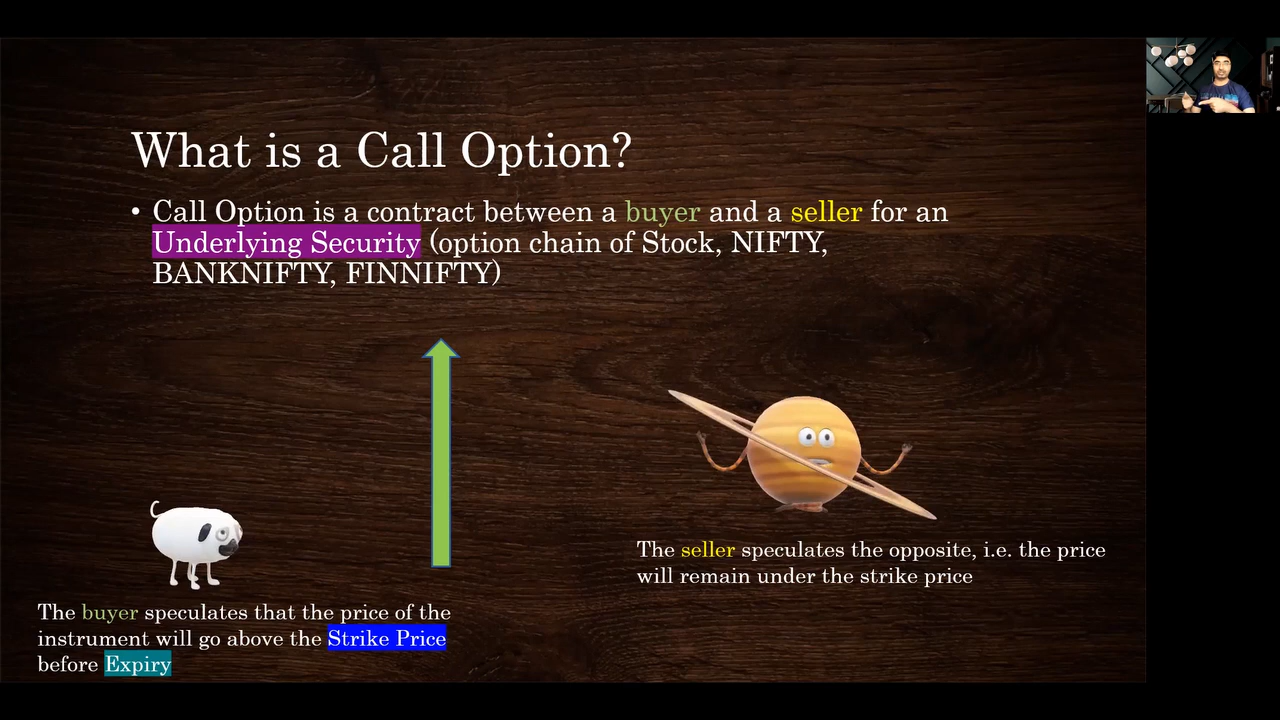 What is a Call Option?
• Call Option is a contract between a buyer and a seller for an
Underlying Security (option chain of Stock, NIFTY,
BANKNIFTY, FINNIFTY)
The seller speculates the opposite, i.e. the price
will remain under the strike price
The buyer speculates that the price of the
instrument will go above the Strike Price
before Expiry